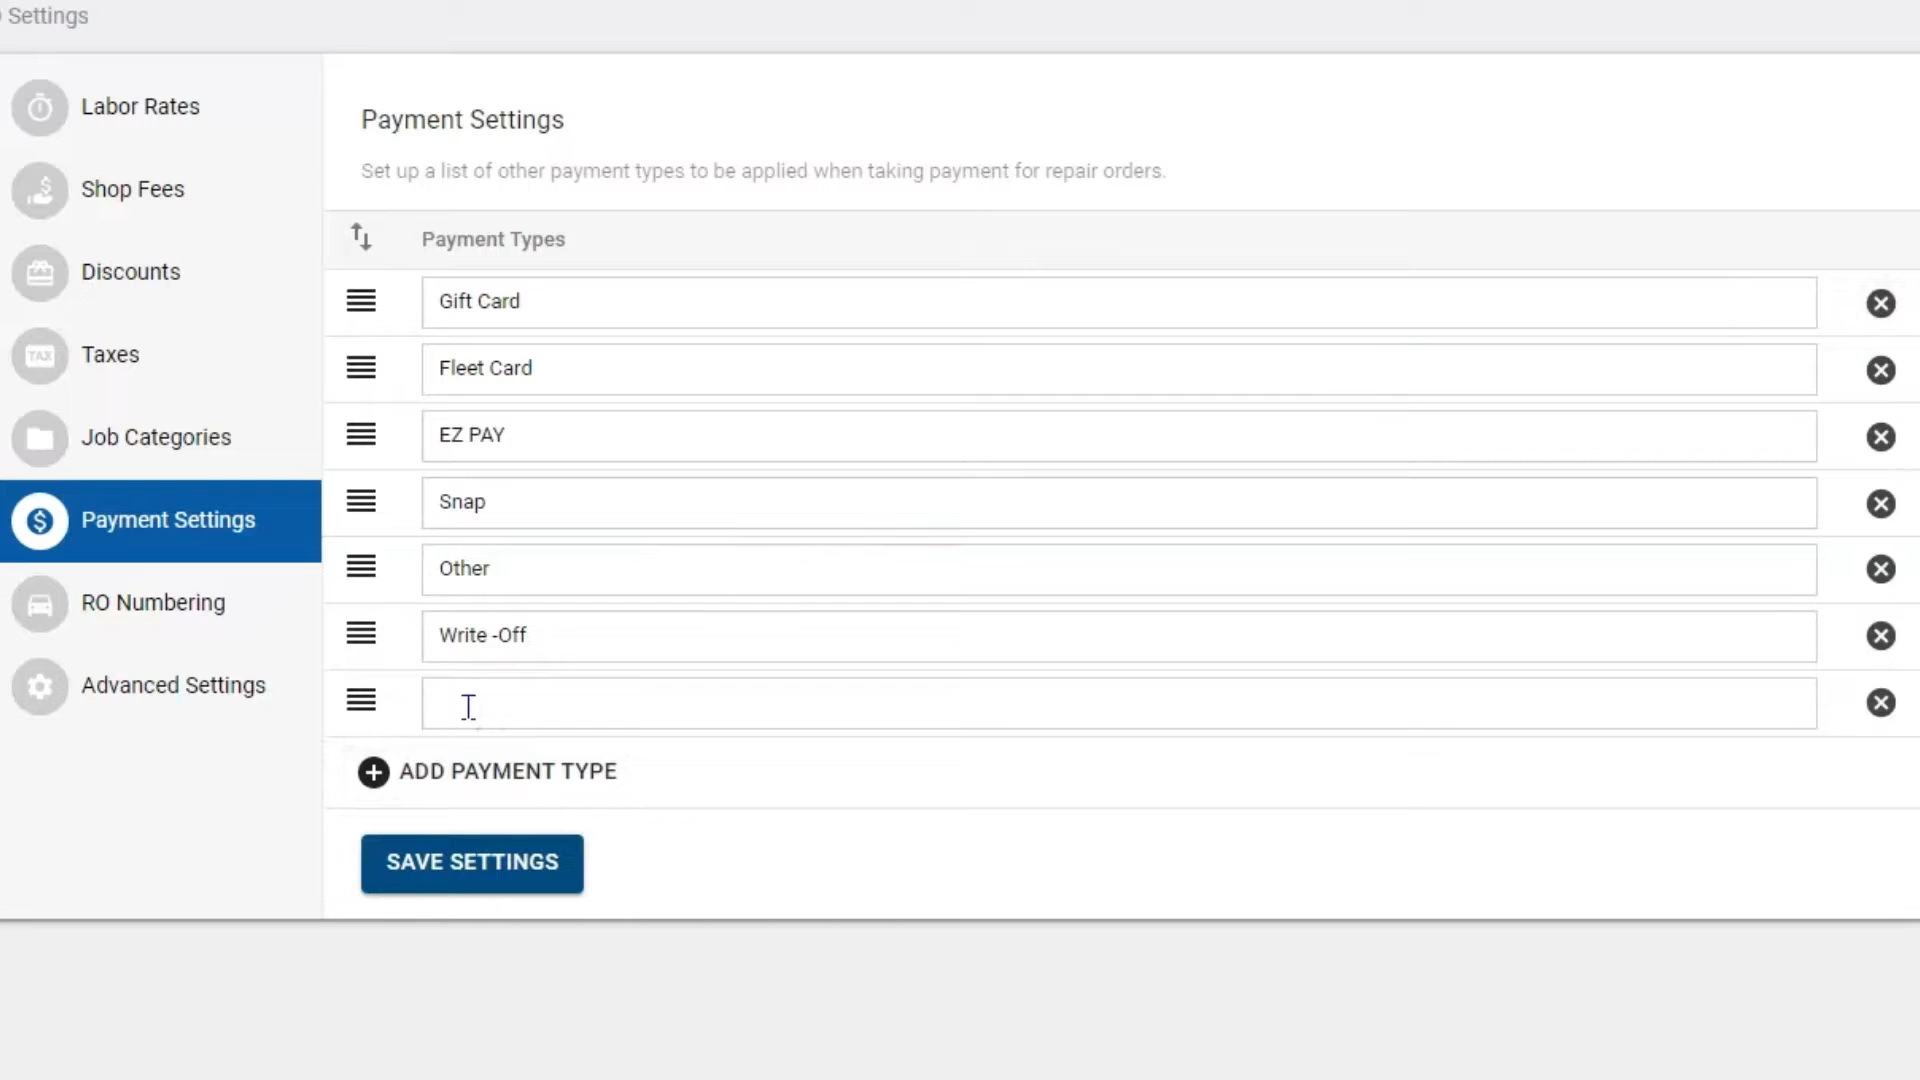 Settings
Labor Rates
Shop Fees
Discounts
TAX
Taxes
Job Categories
Payment Settings
RO Numbering
Advanced Settings
Payment Settings
Set up a list of other payment types to be applied when taking payment for repair orders.
Payment Types
Gift Card
Fleet Card
EZ PAY
Snap
Other
Write -Off
ADD PAYMENT TYPE
SAVE SETTINGS